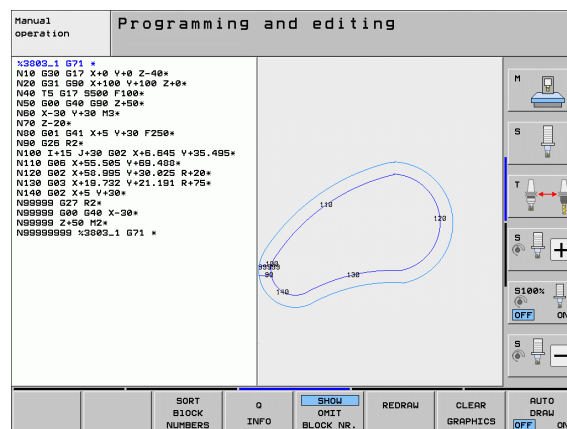 Manual
operation
Programming and editing
%3803_1 G71 *
N10 G30 G17 X+0 Y+0 Z-40*
N20 G31 G90 X+100 Y+100 Z+0*
N40 T5 G17 S500 F100*
N50 G00 G40 G90 Z+50*
N60 X-30 Y+30 M3*
N70 Z-20*
N80 G01 G41 X+5 Y+30 F250*
N90 G26 R2*
N100 I+15 J+30 G02 X+6.645 Y+35.495*
N110 G06 X+55.505 Y+69.488*
N120 G02 X+58.995 Y+30.025 R+20*
N130 G03 X+19.732 Y+21.191 R+75*
N140 G02 X+5 Y+30*
N99999 G27 R2*
N99999 G00 G40 X-30*
N99999 Z+50 M2*
N99999999 %3803_1 G71 *
110
120
130
140
M
S
T
S
S100%
OFF ON
S
SORT
BlOCK
NUMBERS
Q
INFO
SHOW
OMIT
BLOCK NR.
REDRAW
CLEAR
GRAPHICS
AUTO
DRAW
OFF ON